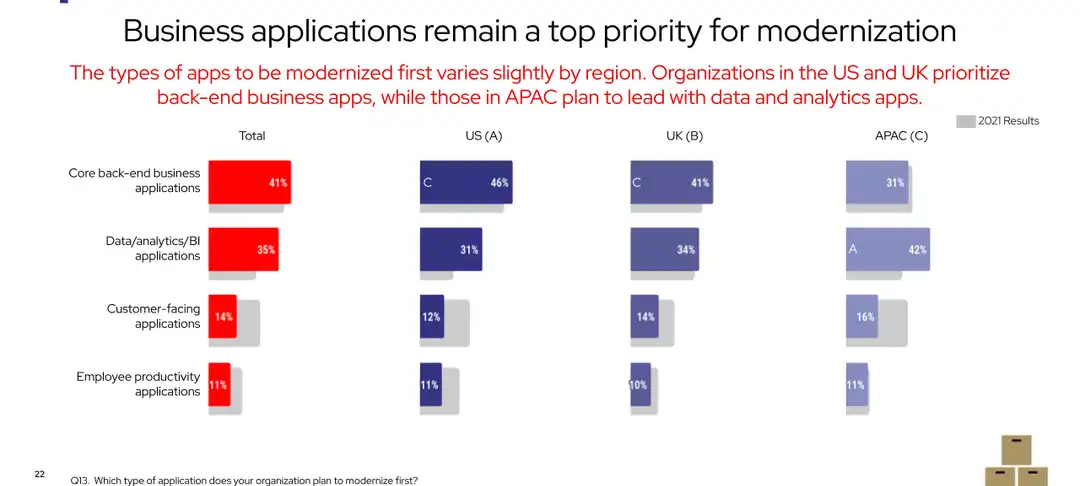 Business applications remain a top priority for modernization
The types of apps to be modernized first varies slightly by region. Organizations in the US and UK prioritize
back-end business apps, while those in APAC plan to lead with data and analytics apps.
2021 Results
Total
US (A)
UK (B)
APAC (C)
Core back-end business
applications
41%
C 46%
C 41%
31%
Data/analytics/BI
applications
35%
31%
34%
A 42%
Customer-facing
applications
14%
12%
14%
16%
Employee productivity
applications
11%
11%
10%
11%
22
Q13. Which type of application does your organization plan to modernize first?